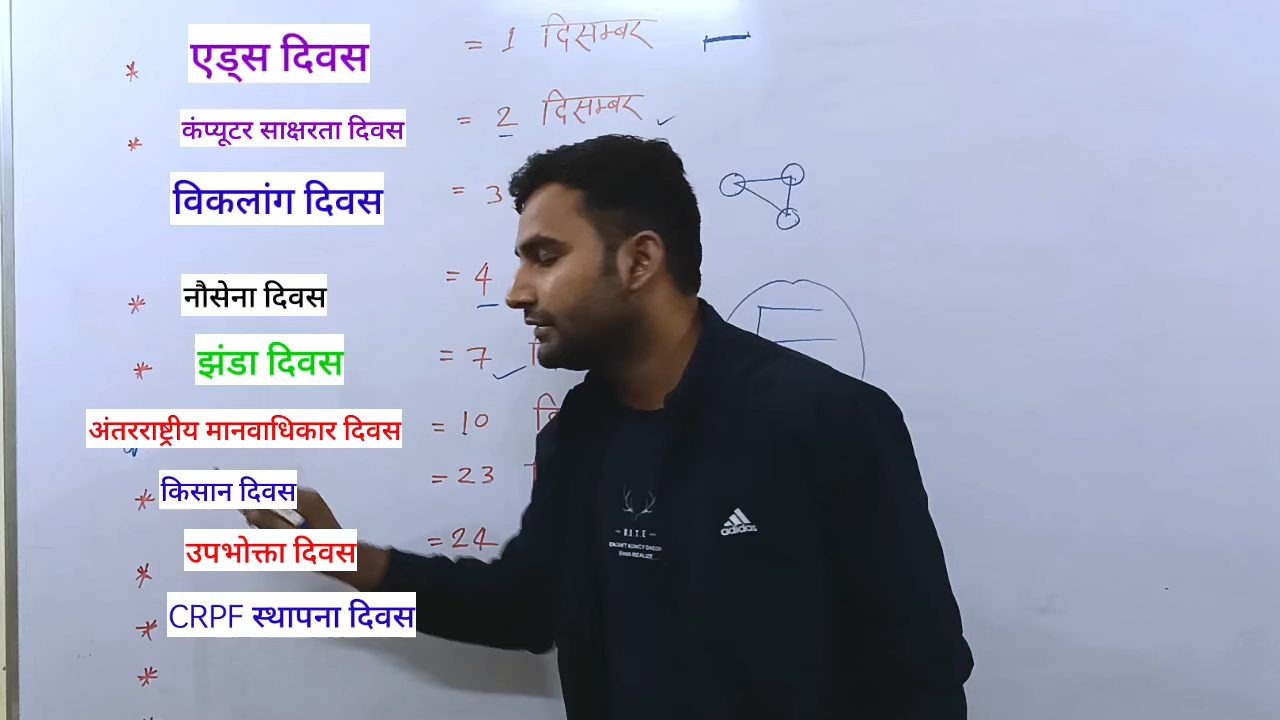 एड्स दिवस = 1 दिसम्बर
कंप्यूटर साक्षरता दिवस = 2 दिसम्बर
विकलांग दिवस = 3
नौसेना दिवस = 4
झंडा दिवस = 7
अंतरराष्ट्रीय मानवाधिकार दिवस = 10
किसान दिवस = 23
उपभोक्ता दिवस = 24
CRPF स्थापना दिवस
adidas